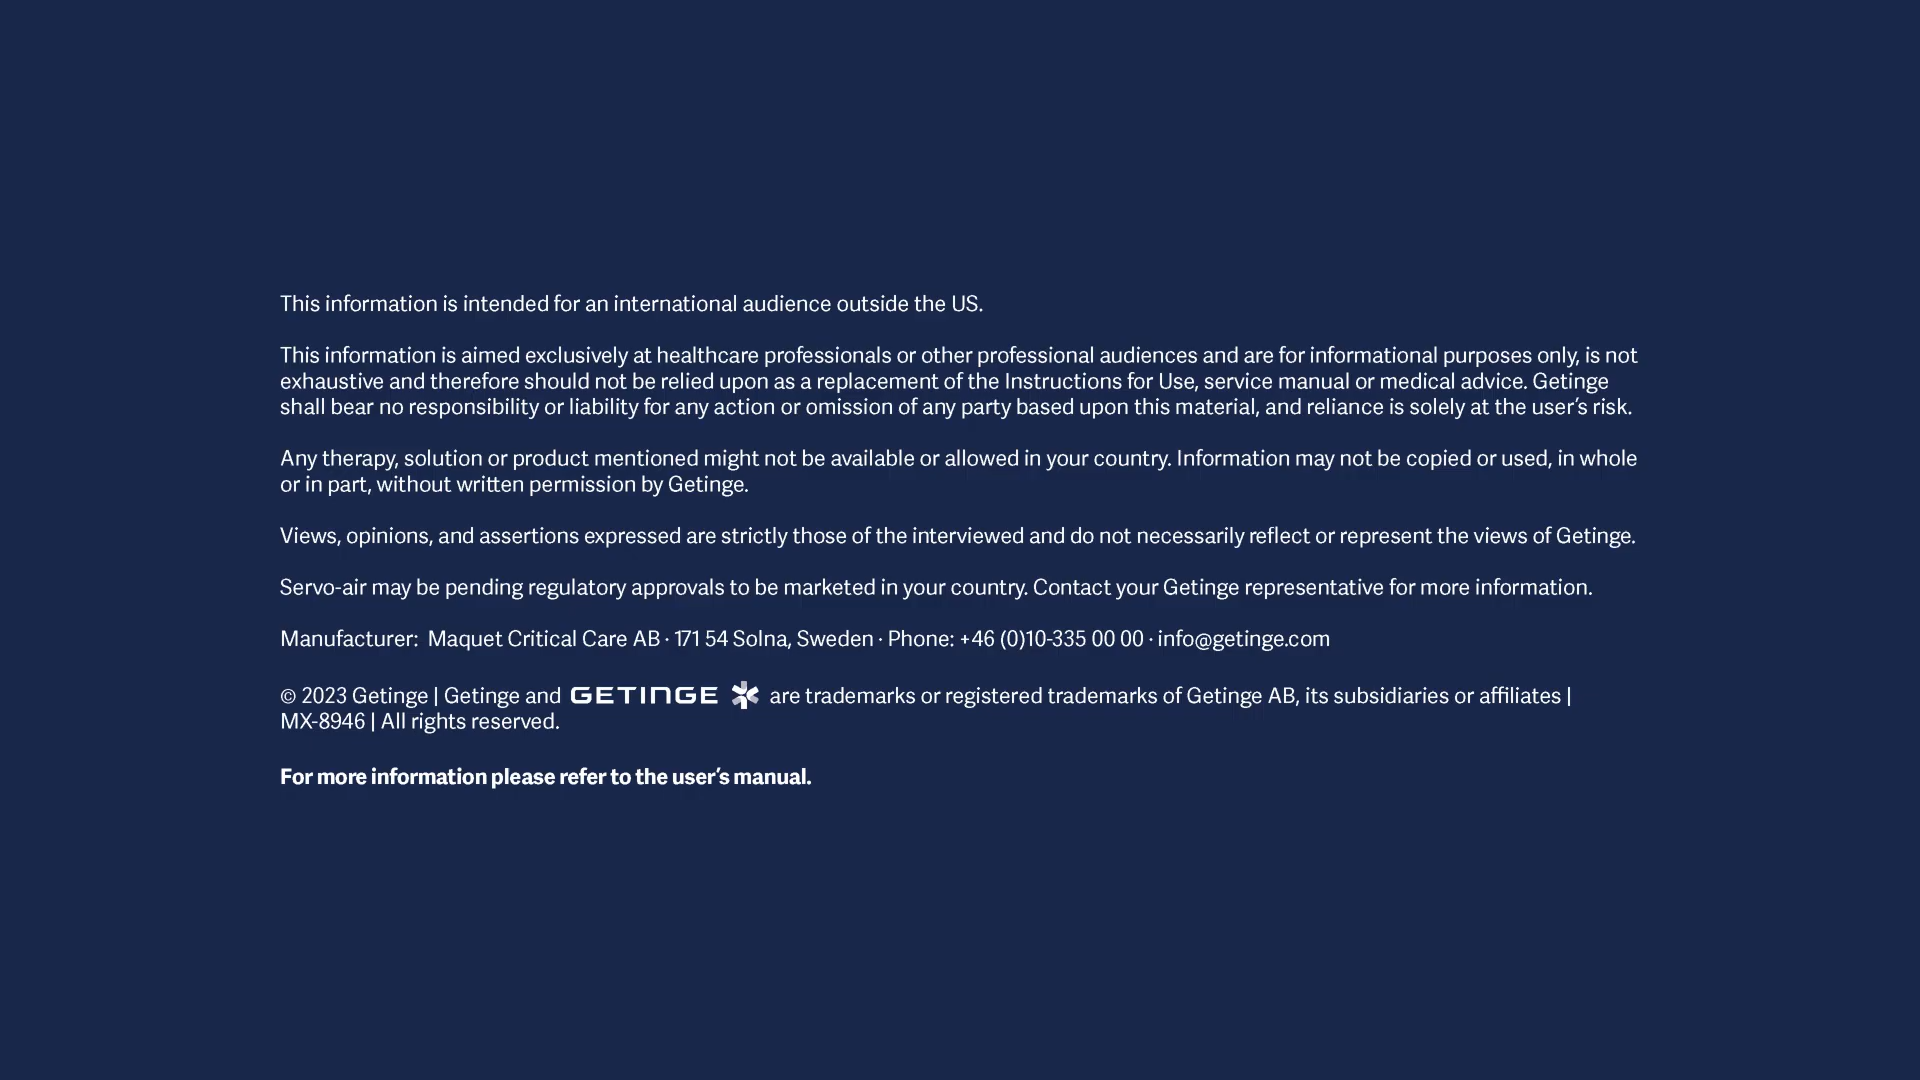 This information is intended for an international audience outside the US.
This information is aimed exclusively at healthcare professionals or other professional audiences and are for informational purposes only, is not
exhaustive and therefore should not be relied upon as a replacement of the Instructions for Use, service manual or medical advice. Getinge
shall bear no responsibility or liability for any action or omission of any party based upon this material, and reliance is solely at the user’s risk.
Any therapy, solution or product mentioned might not be available or allowed in your country. Information may not be copied or used, in whole
or in part, without written permission by Getinge.
Views, opinions, and assertions expressed are strictly those of the interviewed and do not necessarily reflect or represent the views of Getinge.
Servo-air may be pending regulatory approvals to be marketed in your country. Contact your Getinge representative for more information.
Manufacturer:  Maquet Critical Care AB · 171 54 Solna, Sweden · Phone: +46 (0)10-335 00 00 · info@getinge.com
© 2023 Getinge | Getinge and GETINGE are trademarks or registered trademarks of Getinge AB, its subsidiaries or affiliates |
MX-8946 | All rights reserved.
For more information please refer to the user’s manual.